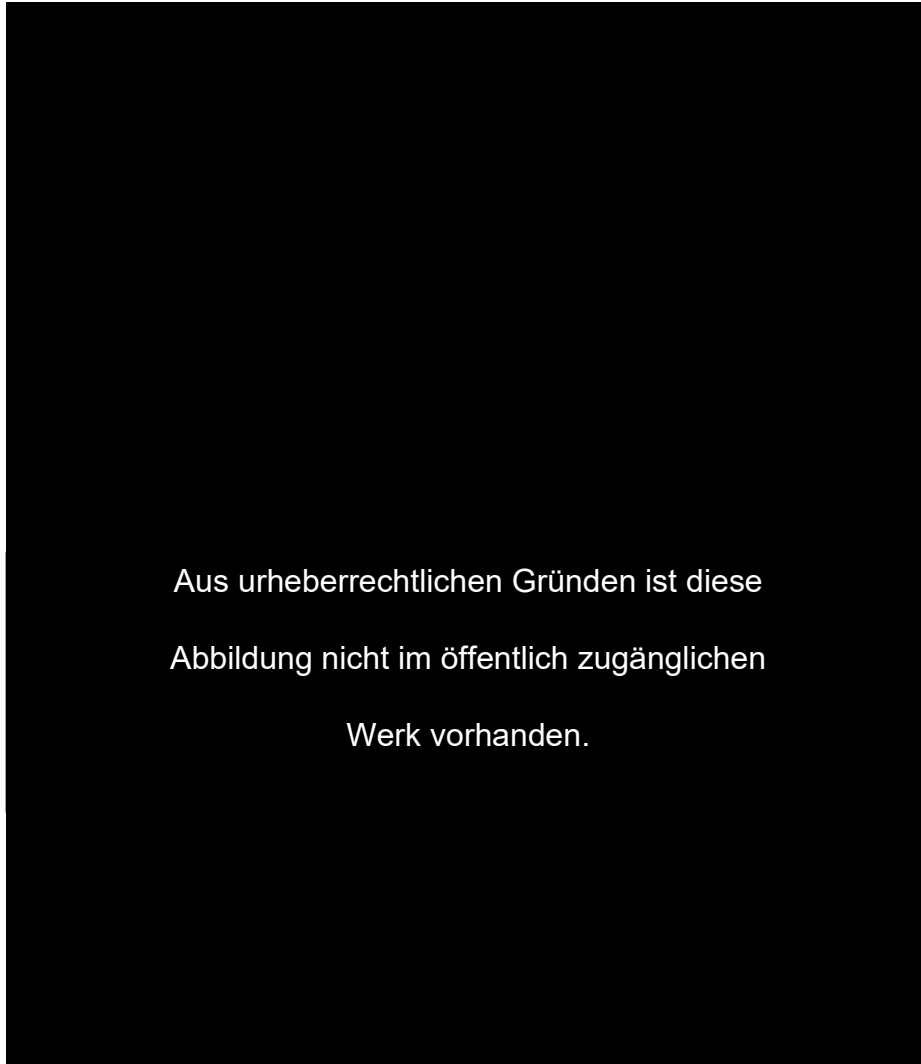 Aus urheberrechtlichen Gründen ist diese
Abbildung nicht im öffentlich zugänglichen
Werk vorhanden.